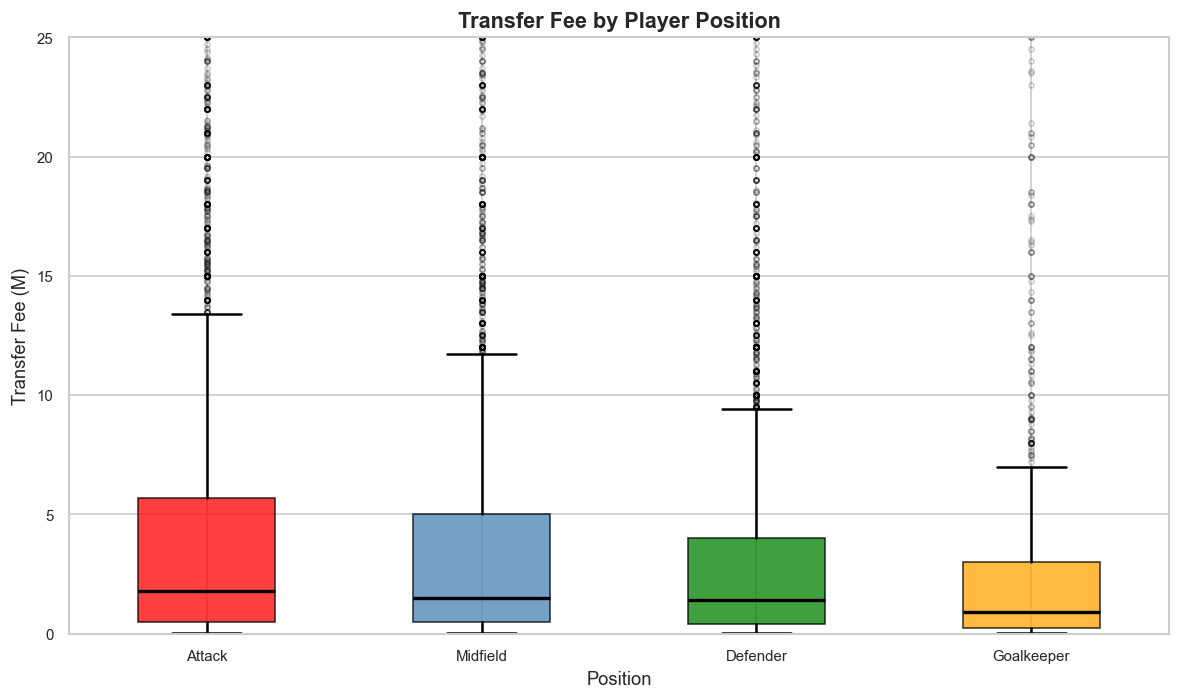 Transfer Fee by Player Position
Transfer Fee (M)
25
20
15
10
5
0
Attack
Midfield
Defender
Goalkeeper
Position